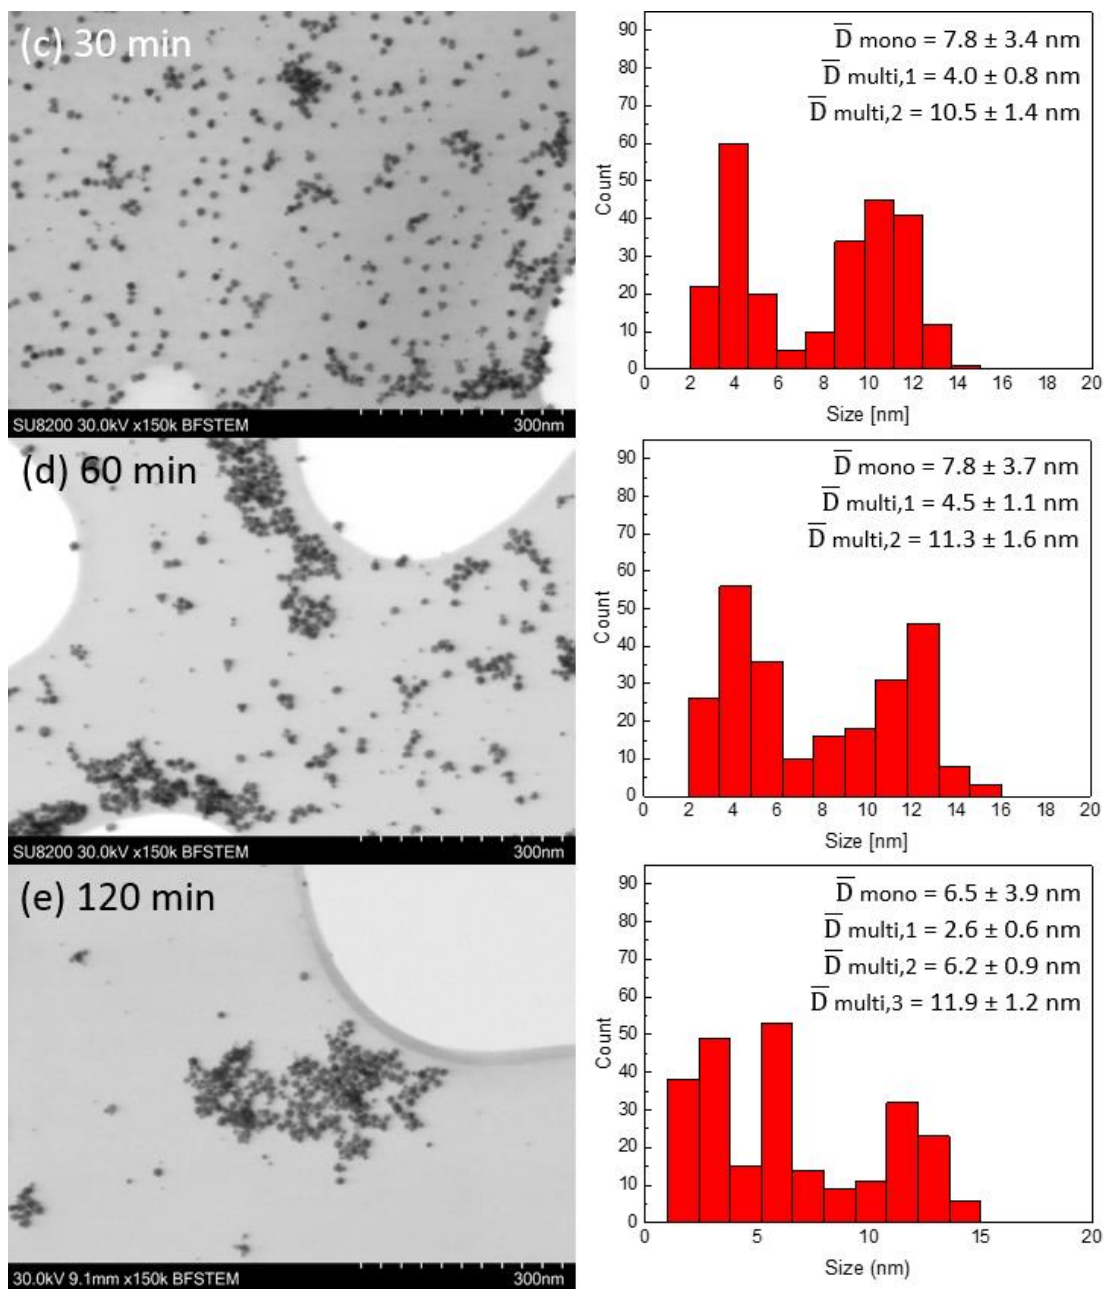 (c) 30 min
SU8200 30.0kV x150k BFSTEM 300nm
D̅ mono = 7.8 ± 3.4 nm
D̅ multi,1 = 4.0 ± 0.8 nm
D̅ multi,2 = 10.5 ± 1.4 nm
90
80
70
60
50
40
30
20
10
0
Count
0 2 4 6 8 10 12 14 16 18 20
Size [nm]
(d) 60 min
SU8200 30.0kV x150k BFSTEM 300nm
D̅ mono = 7.8 ± 3.7 nm
D̅ multi,1 = 4.5 ± 1.1 nm
D̅ multi,2 = 11.3 ± 1.6 nm
90
80
70
60
50
40
30
20
10
0
Count
0 2 4 6 8 10 12 14 16 18 20
Size [nm]
(e) 120 min
30.0kV 9.1mm x150k BFSTEM 300nm
D̅ mono = 6.5 ± 3.9 nm
D̅ multi,1 = 2.6 ± 0.6 nm
D̅ multi,2 = 6.2 ± 0.9 nm
D̅ multi,3 = 11.9 ± 1.2 nm
90
80
70
60
50
40
30
20
10
0
Count
0 5 10 15 20
Size (nm)